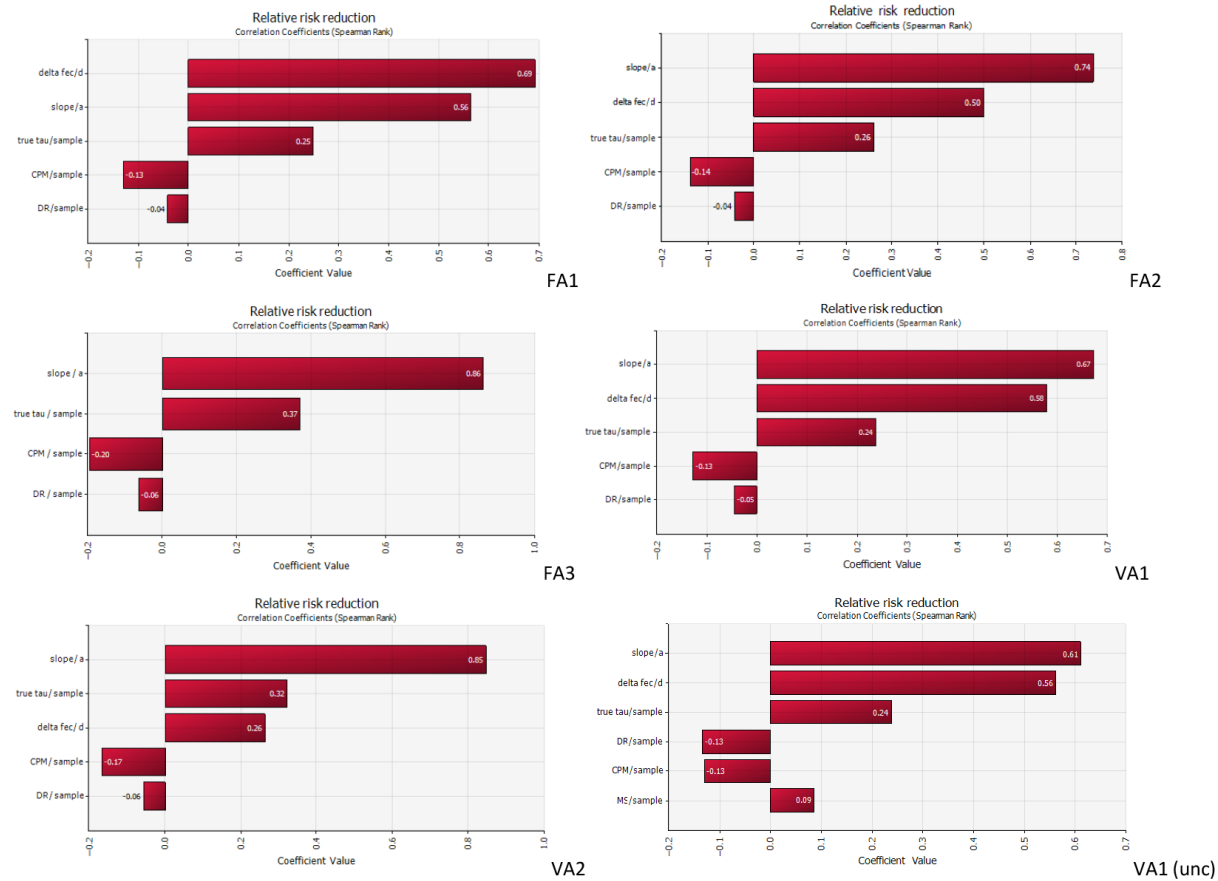 Relative risk reduction
Correlation Coefficients (Spearman Rank)
delta fec/d
0.69
slope/a
0.56
true tau/sample
0.25
CPM/sample
-0.13
DR/sample
-0.04
-0.2 -0.1 0.0 0.1 0.2 0.3 0.4 0.5 0.6 0.7
Coefficient Value
FA1
Relative risk reduction
Correlation Coefficients (Spearman Rank)
slope/a
0.74
delta fec/d
0.50
true tau/sample
0.26
CPM/sample
-0.14
DR/sample
-0.04
-0.2 -0.1 0.0 0.1 0.2 0.3 0.4 0.5 0.6 0.7 0.8
Coefficient Value
FA2
Relative risk reduction
Correlation Coefficients (Spearman Rank)
slope / a
0.86
true tau / sample
0.37
CPM / sample
-0.20
DR / sample
-0.06
-0.2 0.0 0.2 0.4 0.6 0.8 1.0
Coefficient Value
FA3
Relative risk reduction
Correlation Coefficients (Spearman Rank)
slope/a
0.67
delta fec/d
0.58
true tau/sample
0.24
CPM/sample
-0.13
DR/sample
-0.05
-0.2 -0.1 0.0 0.1 0.2 0.3 0.4 0.5 0.6 0.7
Coefficient Value
VA1
Relative risk reduction
Correlation Coefficients (Spearman Rank)
slope/a
0.85
true tau/sample
0.32
delta fec/d
0.26
CPM/sample
-0.17
DR/sample
-0.06
-0.2 0.0 0.2 0.4 0.6 0.8 1.0
Coefficient Value
VA2
Relative risk reduction
Correlation Coefficients (Spearman Rank)
slope/a
0.61
delta fec/d
0.56
true tau/sample
0.24
DR/sample
-0.13
CPM/sample
-0.13
MS/sample
0.09
-0.2 -0.1 0.0 0.1 0.2 0.3 0.4 0.5 0.6 0.7
Coefficient Value
VA1 (unc)